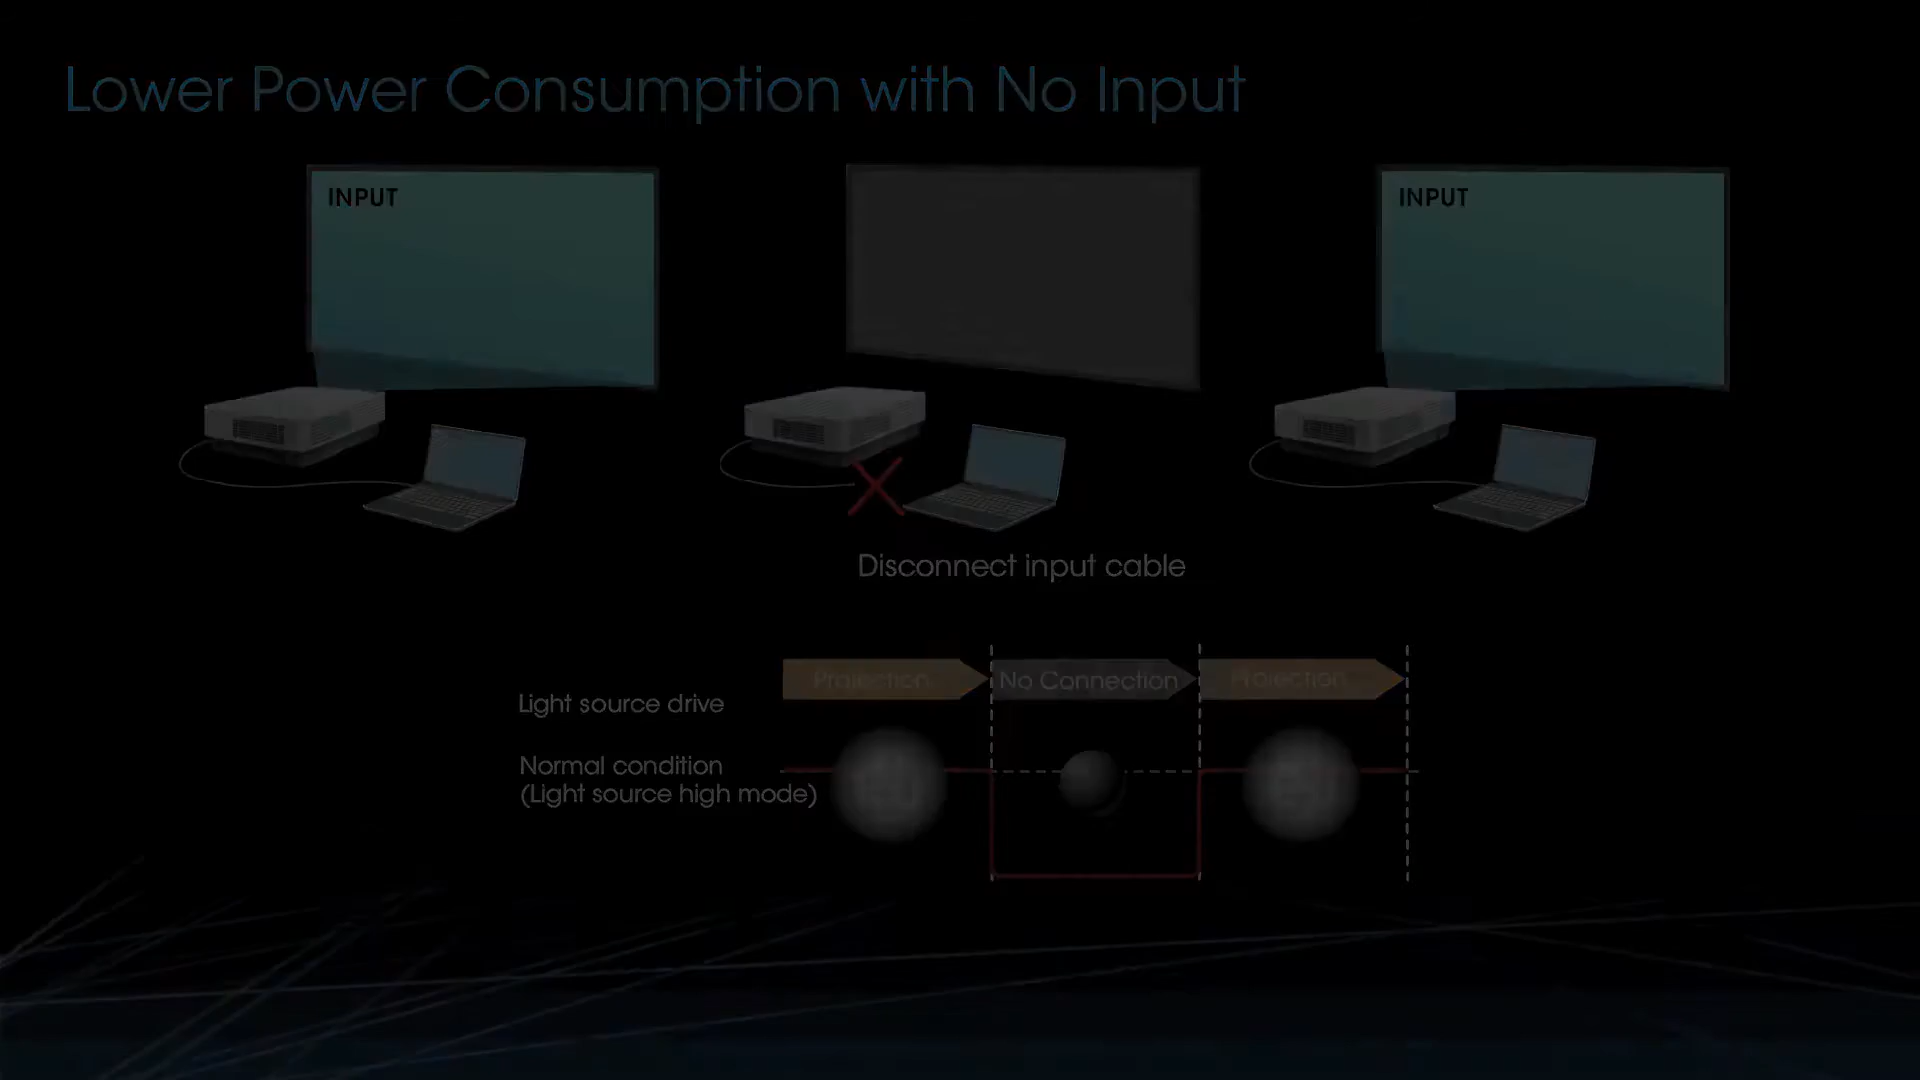 Lower Power Consumption with No Input
INPUT
INPUT
Disconnect input cable
Projection
No Connection
Projection
Light source drive
Normal condition
(Light source high mode)